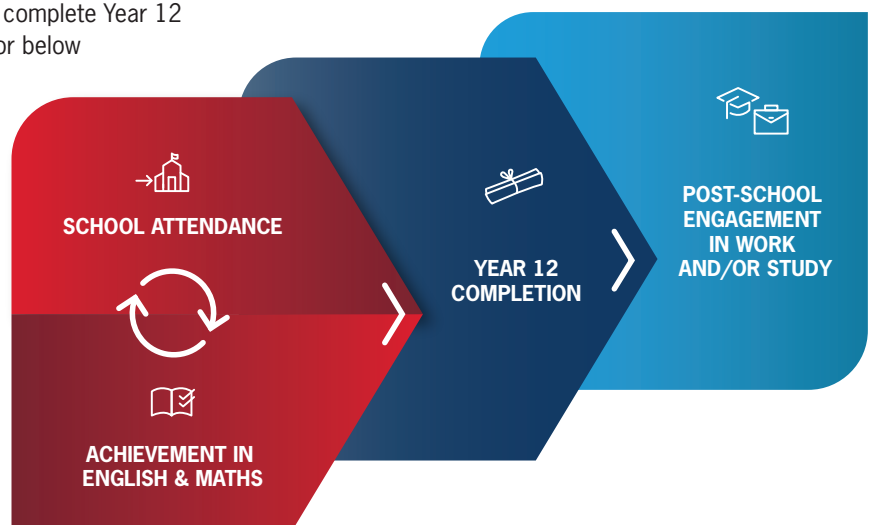 complete Year 12
or below
SCHOOL ATTENDANCE
ACHIEVEMENT IN
ENGLISH & MATHS
YEAR 12
COMPLETION
POST-SCHOOL
ENGAGEMENT
IN WORK
AND/OR STUDY